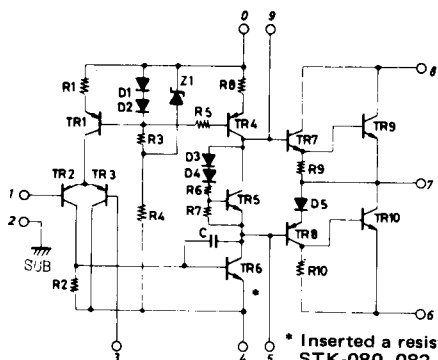 0 9
8
R1 D1 Z1 R8
D2
R5
TR1 TR4 TR7 TR9
R3
D3 R9
D4
TR2 TR3 R6 TR5 7
1 R4 R7 D5
2 C TR8 TR10
SUB
R2 TR6 R10
*
6
3 4 5
* Inserted a resis
STK-080, 082